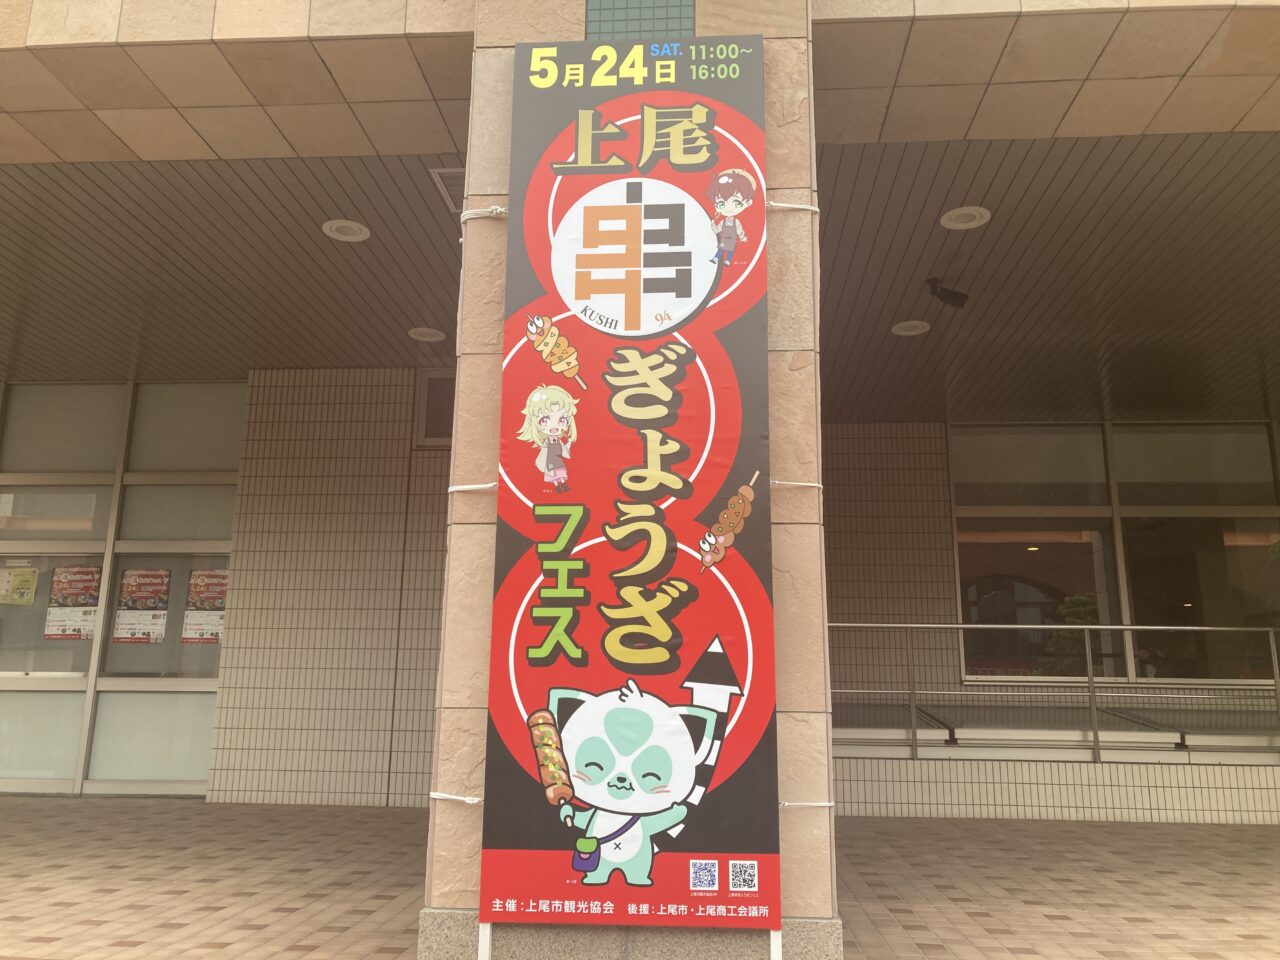 5月24日 SAT. 11:00~
16:00
上尾
串
KUSHI 94
ぎょうざ
フェス
主催:上尾市観光協会 後援:上尾市・上尾商工会議所